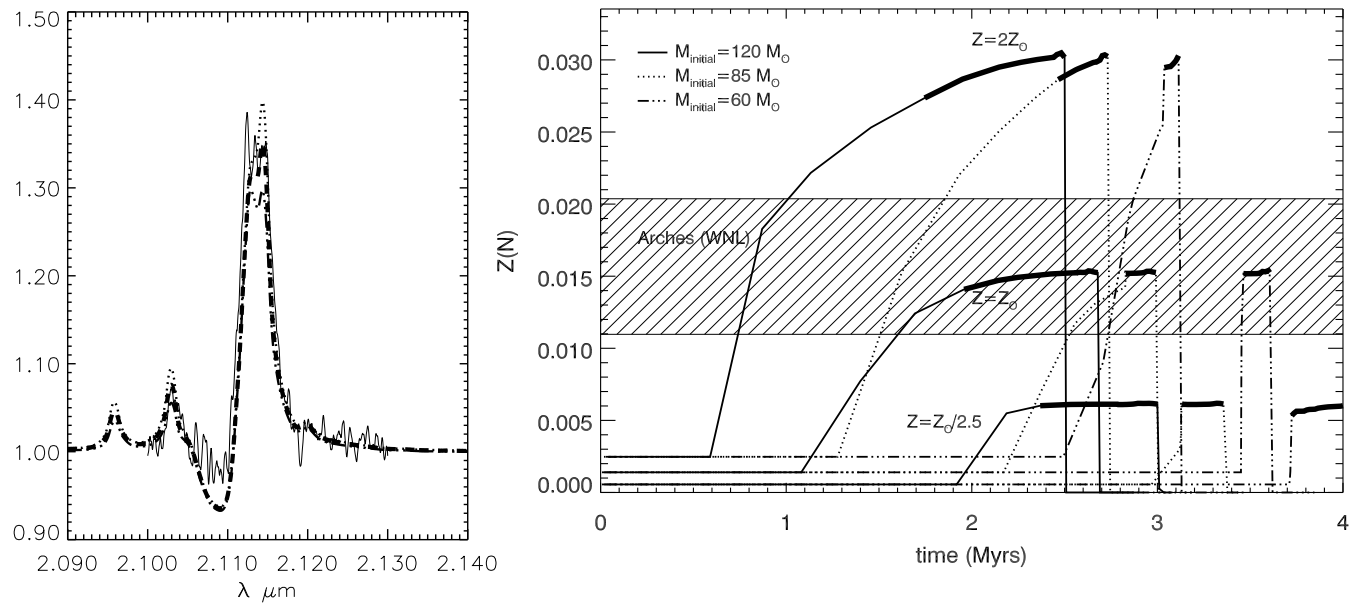 1.50
1.40
1.30
1.20
1.10
1.00
0.90
2.090 2.100 2.110 2.120 2.130 2.140
λ μm
0.030
0.025
0.020
0.015
0.010
0.005
0.000
Z(N)
M_initial=120 M_O
M_initial=85 M_O
M_initial=60 M_O
Z=2Z_O
Arches (WNL)
Z=Z_O
Z=Z_O/2.5
0 1 2 3 4
time (Myrs)